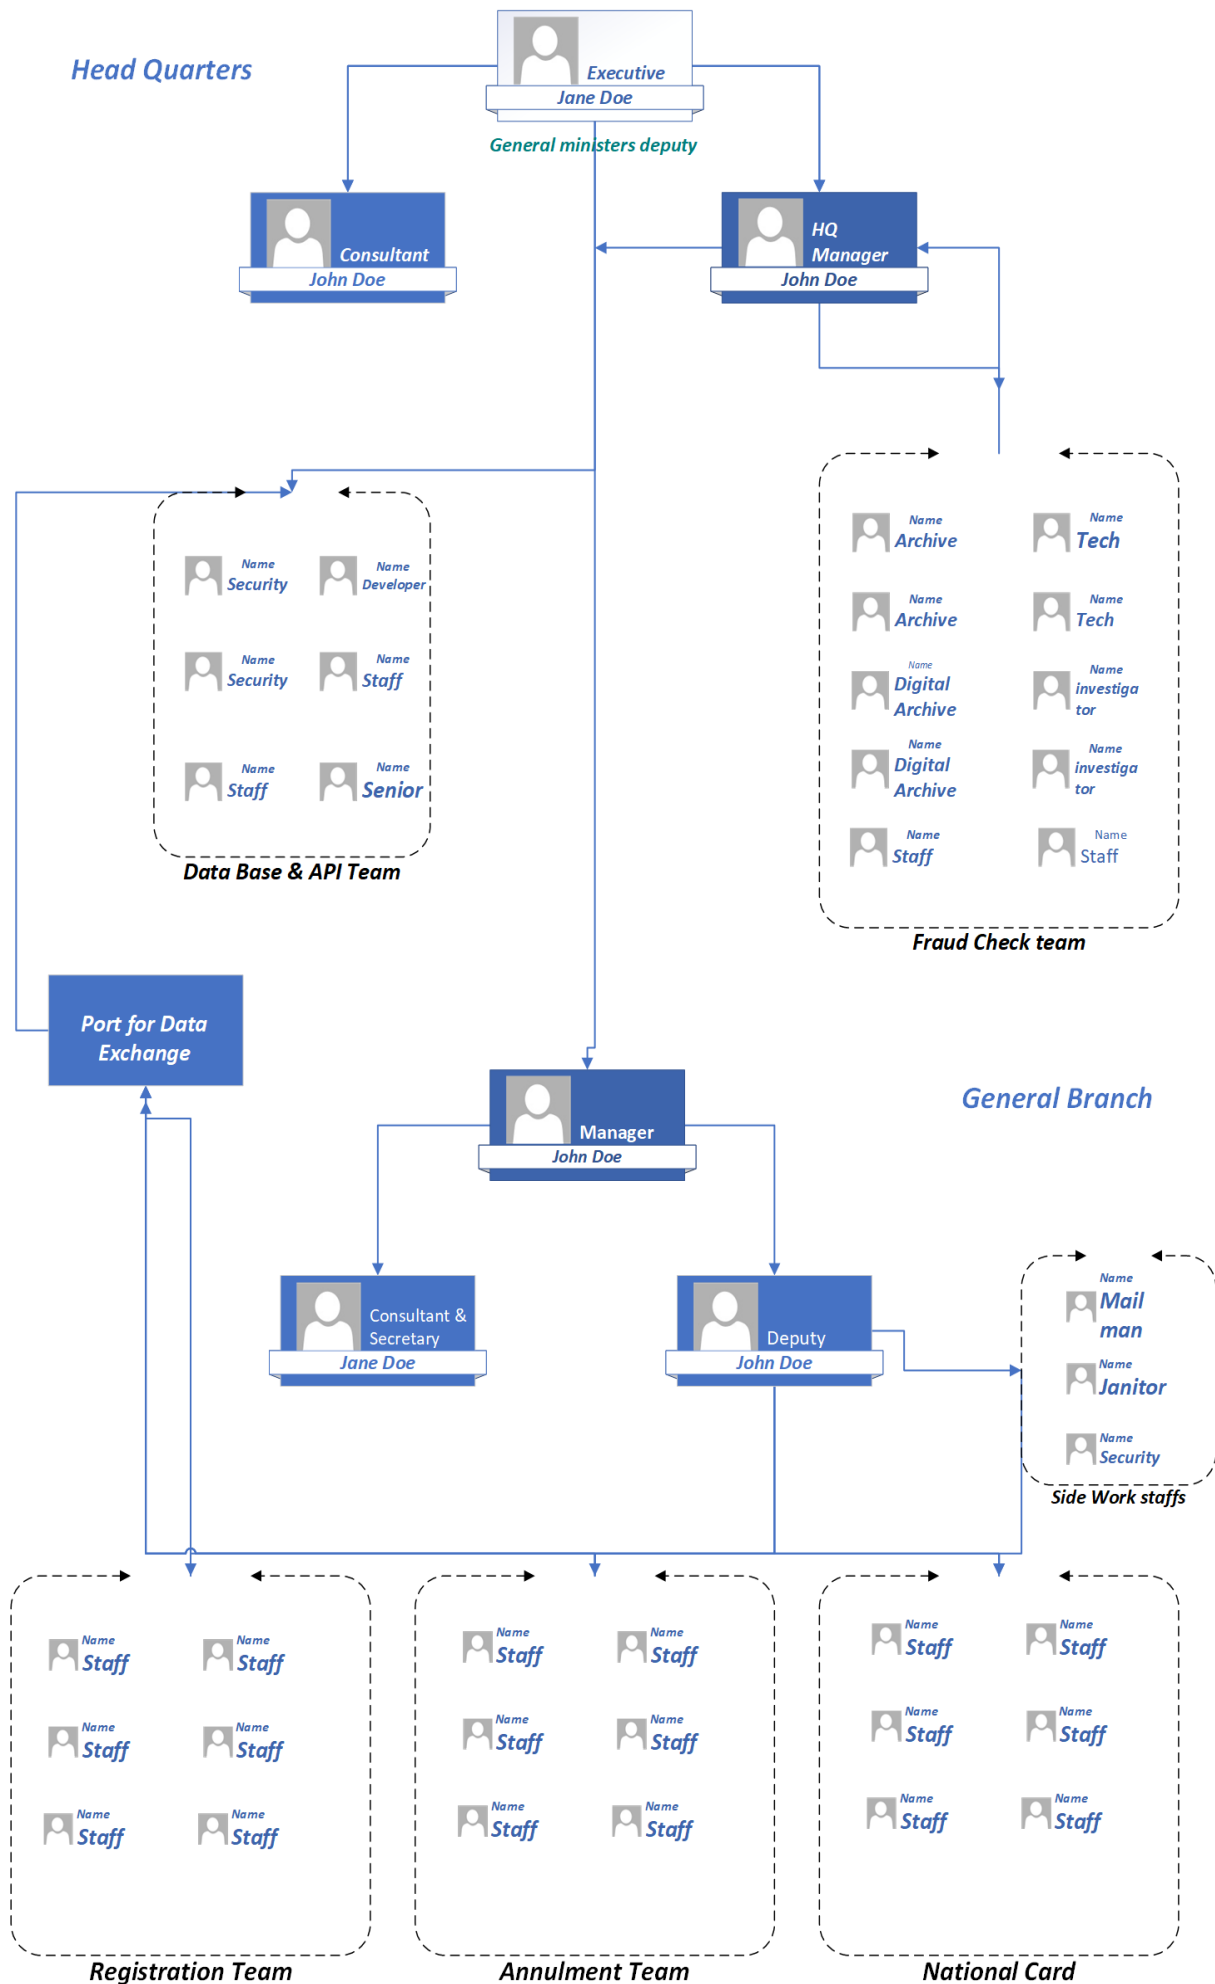 Head Quarters
Executive
Jane Doe
General ministers deputy
Consultant
John Doe
HQ
Manager
John Doe
Name
Security
Name
Developer
Name
Security
Name
Staff
Name
Staff
Name
Senior
Data Base & API Team
Name
Archive
Name
Tech
Name
Archive
Name
Tech
Name
Digital
Archive
Name
investiga
tor
Name
Digital
Archive
Name
investiga
tor
Name
Staff
Name
Staff
Fraud Check team
Port for Data
Exchange
General Branch
Manager
John Doe
Consultant &
Secretary
Jane Doe
Deputy
John Doe
Name
Mail
man
Name
Janitor
Name
Security
Side Work staffs
Name
Staff
Name
Staff
Name
Staff
Name
Staff
Name
Staff
Name
Staff
Registration Team
Name
Staff
Name
Staff
Name
Staff
Name
Staff
Name
Staff
Name
Staff
Annulment Team
Name
Staff
Name
Staff
Name
Staff
Name
Staff
Name
Staff
Name
Staff
National Card